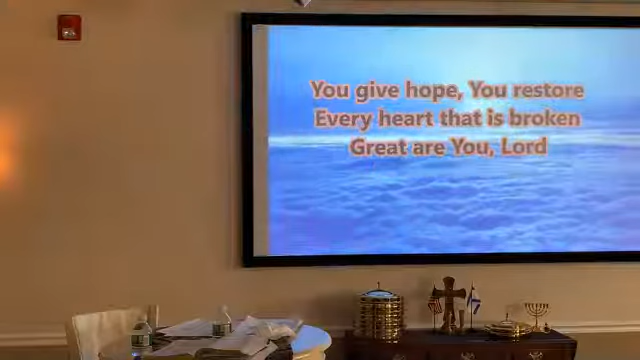 You give hope, You restore
Every heart that is broken
Great are You, Lord